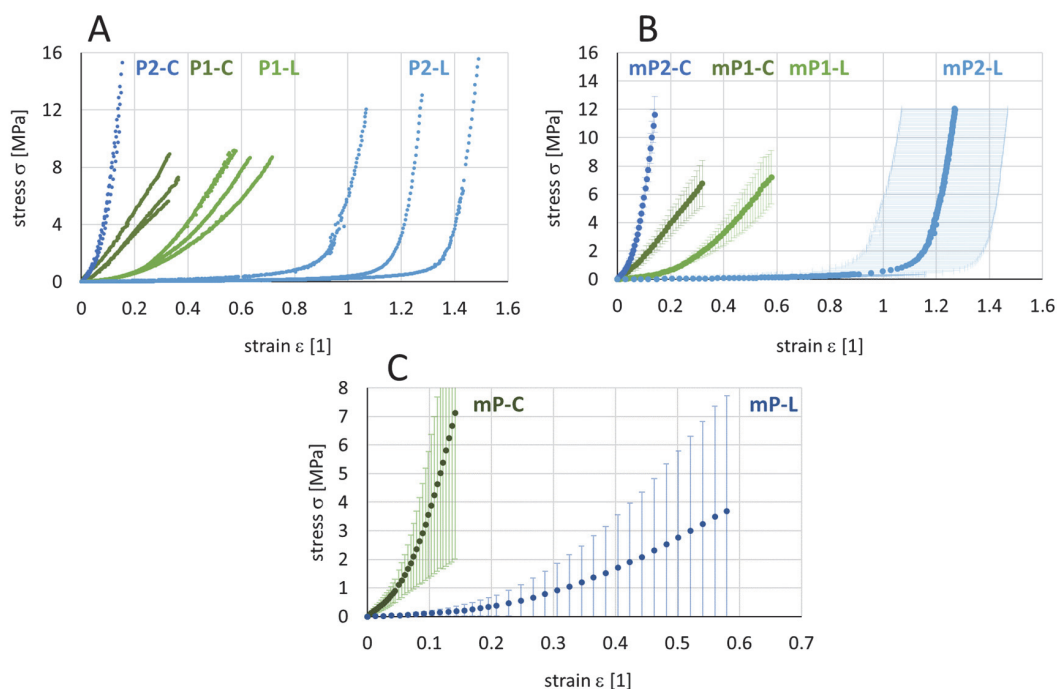 A
B
16
12
8
4
0
P2-C P1-C P1-L P2-L
0 0.2 0.4 0.6 0.8 1 1.2 1.4 1.6
stress σ [MPa]
strain ε [1]
16
14
12
10
8
6
4
2
0
mP2-C mP1-C mP1-L mP2-L
0 0.2 0.4 0.6 0.8 1 1.2 1.4 1.6
stress σ [MPa]
strain ε [1]
C
8
7
6
5
4
3
2
1
0
mP-C mP-L
0 0.1 0.2 0.3 0.4 0.5 0.6 0.7
stress σ [MPa]
strain ε [1]